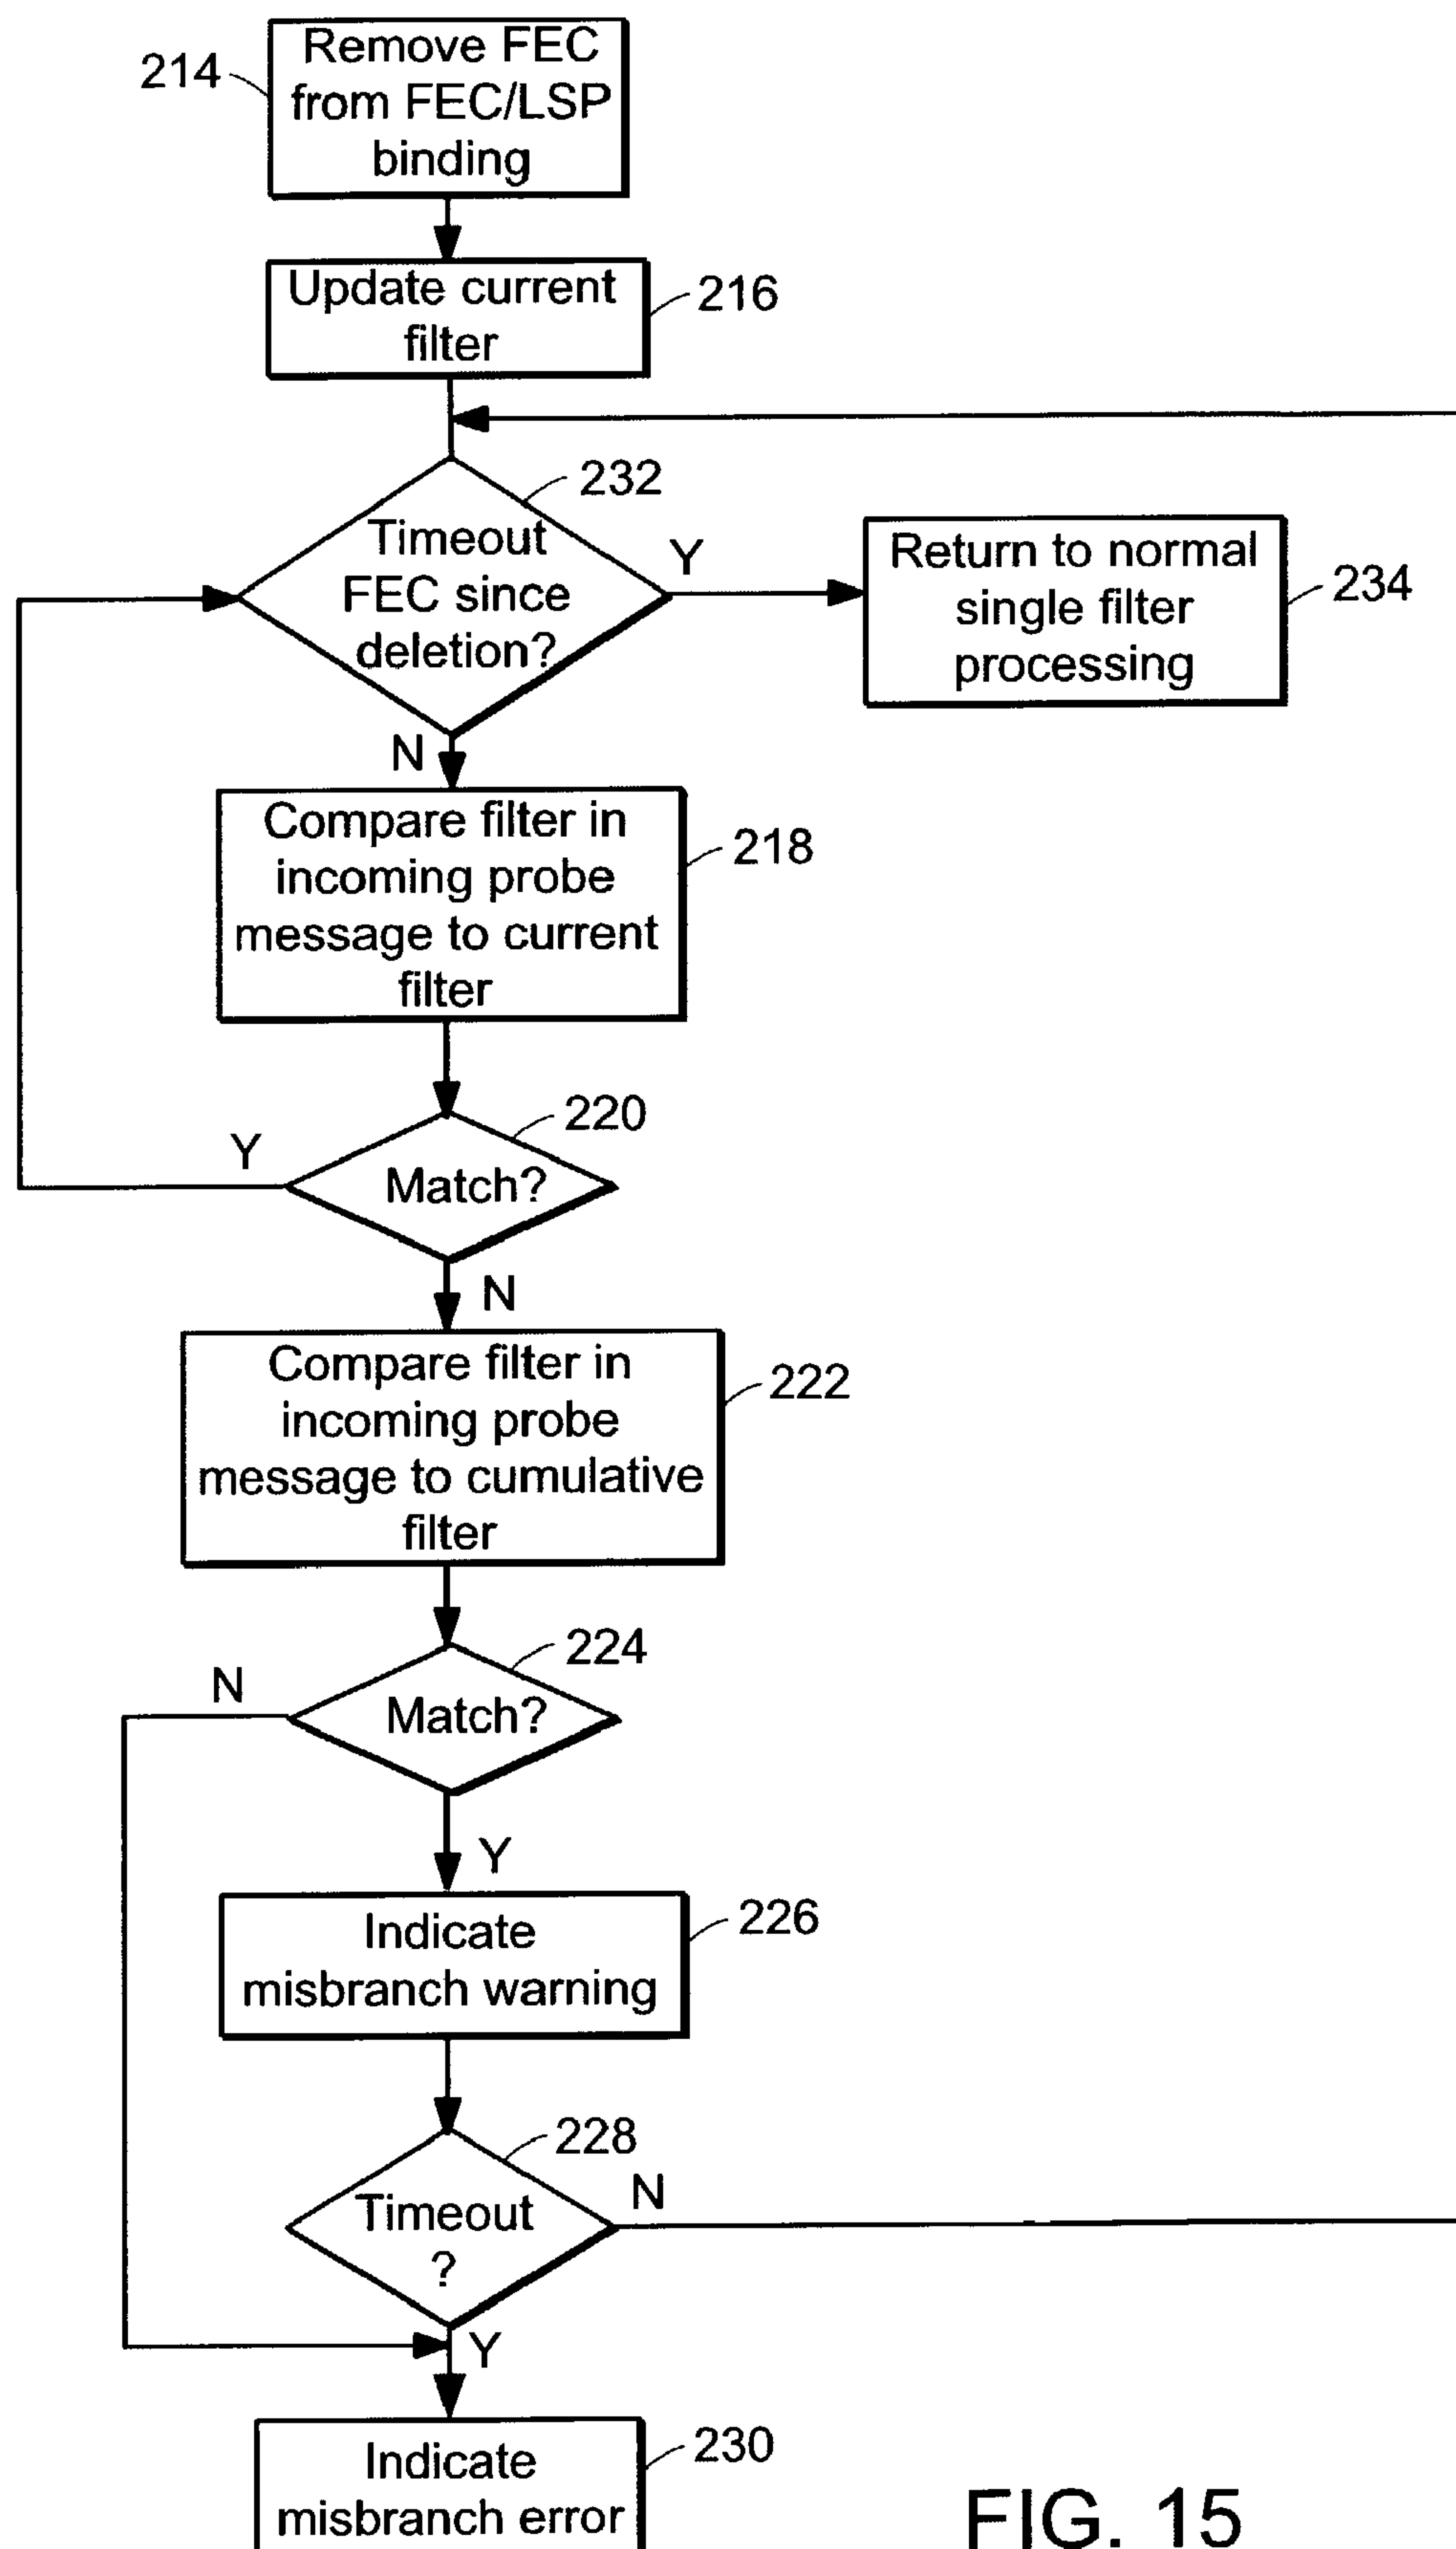 Remove FEC
from FEC/LSP
binding
214
Update current
filter
216
232
Timeout
FEC since
deletion?
Y
N
Return to normal
single filter
processing
234
Compare filter in
incoming probe
message to current
filter
218
220
Match?
Y
N
Compare filter in
incoming probe
message to cumulative
filter
222
224
Match?
N
Y
Indicate
misbranch warning
226
228
Timeout
?
N
Y
Indicate
misbranch error
230
FIG. 15